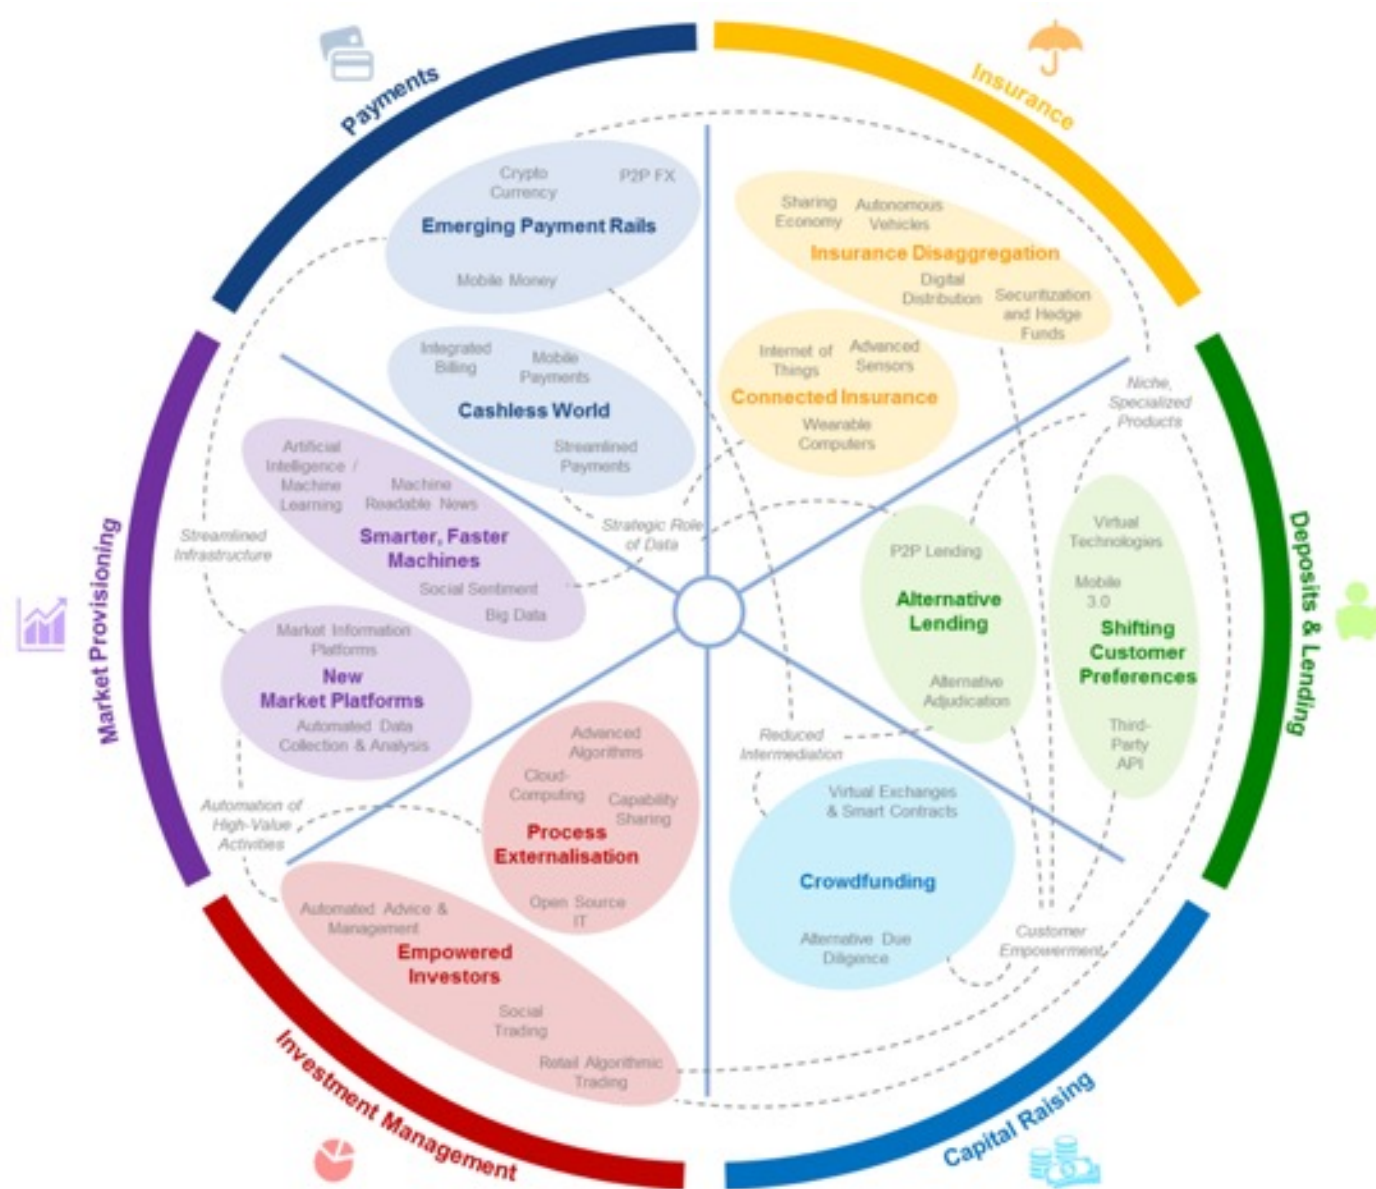 Payments
Crypto
Currency
P2P FX
Emerging Payment Rails
Mobile Money
Integrated
Billing
Mobile
Payments
Cashless World
Streamlined
Payments
Insurance
Sharing
Economy
Autonomous
Vehicles
Insurance Disaggregation
Digital
Distribution
Securitization
and Hedge
Funds
Internet of
Things
Advanced
Sensors
Connected Insurance
Wearable
Computers
Niche,
Specialized
Products
Deposits & Lending
P2P Lending
Alternative
Lending
Alternative
Adjudication
Virtual
Technologies
Mobile
3.0
Shifting
Customer
Preferences
Third-
Party
API
Strategic Role
of Data
Market Provisioning
Artificial
Intelligence /
Machine
Learning
Machine
Readable News
Smarter, Faster
Machines
Social Sentiment
Big Data
Streamlined
Infrastructure
Market Information
Platforms
New
Market Platforms
Automated Data
Collection & Analysis
Automation of
High-Value
Activities
Investment Management
Advanced
Algorithms
Cloud-
Computing
Capability
Sharing
Process
Externalisation
Open Source
IT
Automated Advice &
Management
Empowered
Investors
Social
Trading
Retail Algorithmic
Trading
Reduced
Intermediation
Capital Raising
Virtual Exchanges
& Smart Contracts
Crowdfunding
Alternative Due
Diligence
Customer
Empowerment